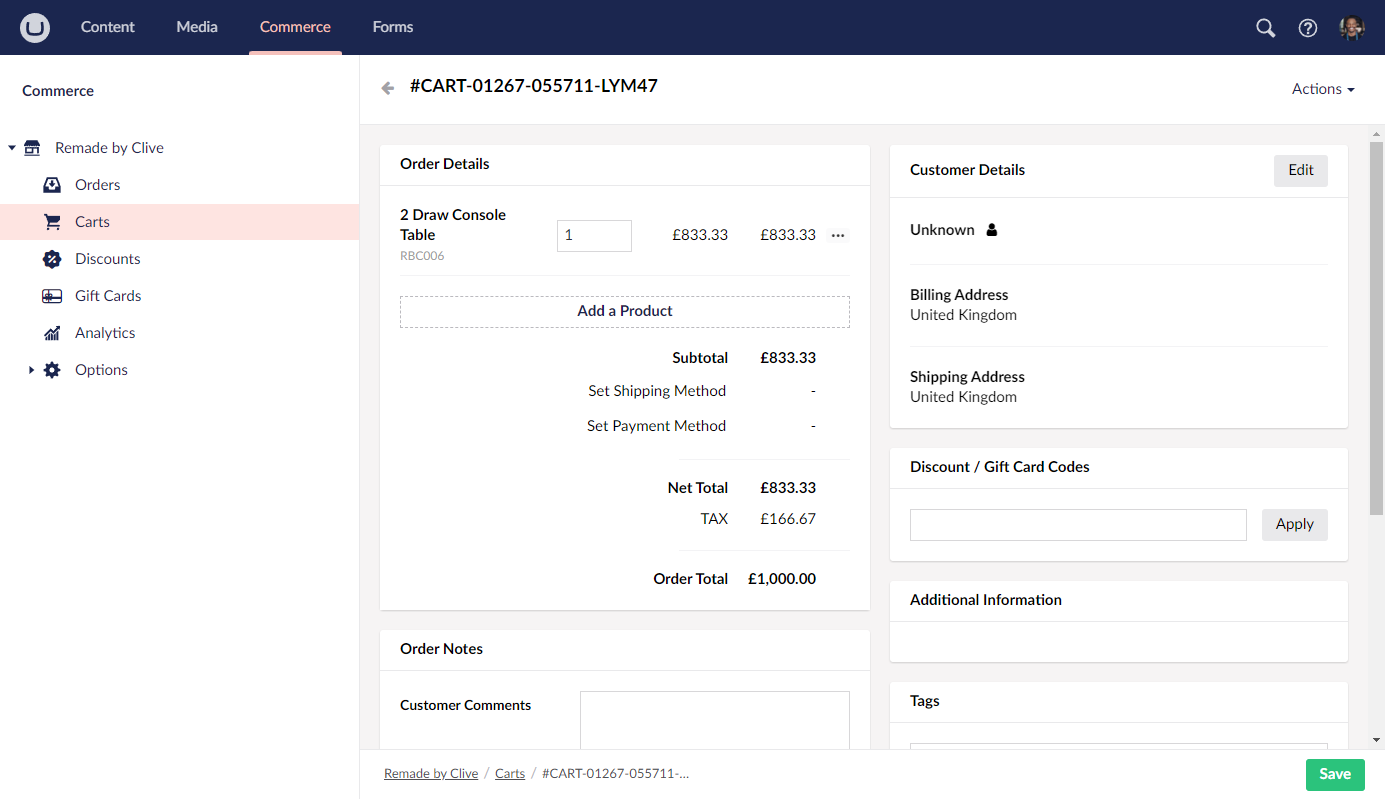 Content Media Commerce Forms
Commerce
Remade by Clive
Orders
Carts
Discounts
Gift Cards
Analytics
Options
#CART-01267-055711-LYM47
Actions
Order Details
2 Draw Console
Table
RBC006
1 £833.33 £833.33
Add a Product
Subtotal £833.33
Set Shipping Method -
Set Payment Method -
Net Total £833.33
TAX £166.67
Order Total £1,000.00
Order Notes
Customer Comments
Customer Details Edit
Unknown
Billing Address
United Kingdom
Shipping Address
United Kingdom
Discount / Gift Card Codes
Apply
Additional Information
Tags
Remade by Clive / Carts / #CART-01267-055711-...
Save